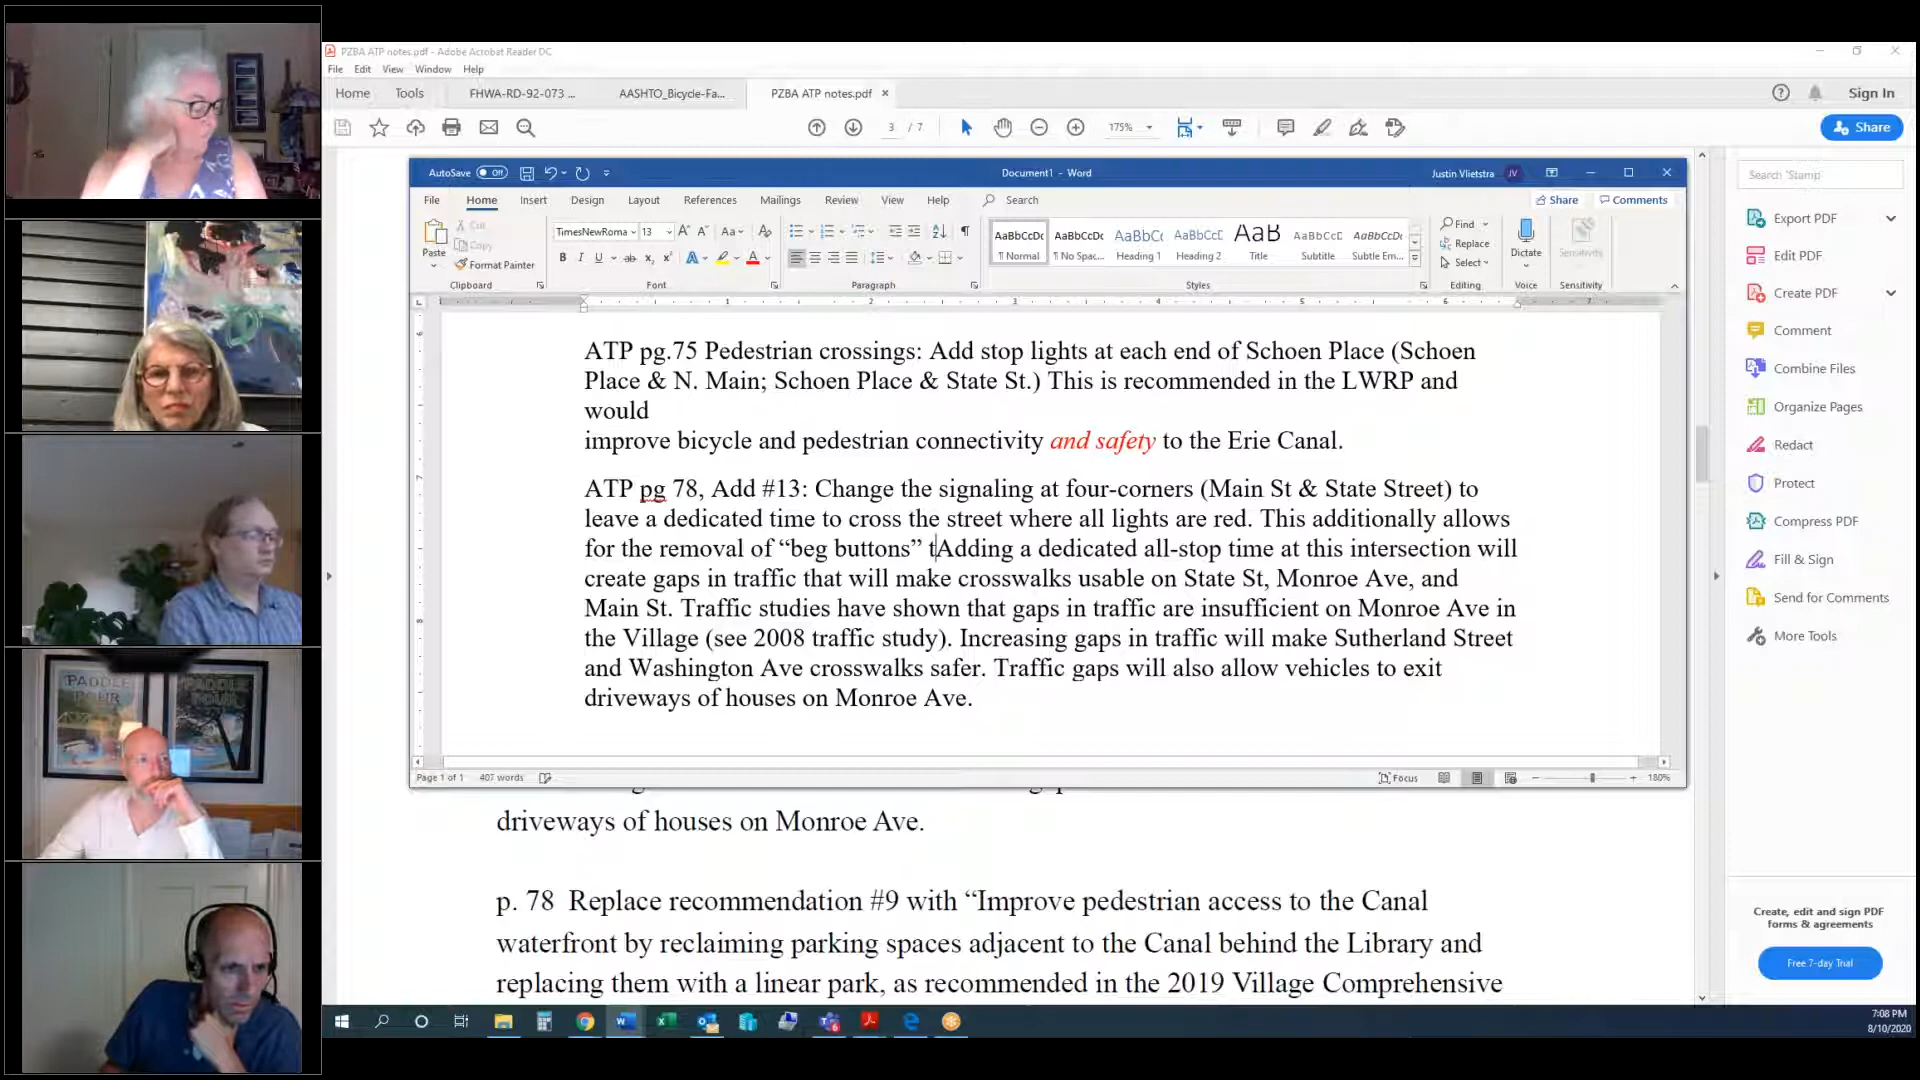 PZBA ATP notes.pdf - Adobe Acrobat Reader DC
File Edit View Window Help
Home Tools FHWA-RD-92-073 ... AASHTO_Bicycle-Fa... PZBA ATP notes.pdf × Sign In
3 / 7 175% Share
AutoSave Off Document1 - Word Justin Vlietstra JV
File Home Insert Design Layout References Mailings Review View Help Search Share Comments
Paste Cut Copy Format Painter
TimesNewRoma 13
AaBbCcDc AaBbCcDc AaBbCc AaBbCcD AaB AaBbCcD AaBbCcDc
¶ Normal ¶ No Spac... Heading 1 Heading 2 Title Subtitle Subtle Em...
Find Replace Select Dictate Sensitivity
Clipboard Font Paragraph Styles Editing Voice Sensitivity
ATP pg.75 Pedestrian crossings: Add stop lights at each end of Schoen Place (Schoen
Place & N. Main; Schoen Place & State St.) This is recommended in the LWRP and
would
improve bicycle and pedestrian connectivity and safety to the Erie Canal.
ATP pg 78, Add #13: Change the signaling at four-corners (Main St & State Street) to
leave a dedicated time to cross the street where all lights are red. This additionally allows
for the removal of “beg buttons” tAdding a dedicated all-stop time at this intersection will
create gaps in traffic that will make crosswalks usable on State St, Monroe Ave, and
Main St. Traffic studies have shown that gaps in traffic are insufficient on Monroe Ave in
the Village (see 2008 traffic study). Increasing gaps in traffic will make Sutherland Street
and Washington Ave crosswalks safer. Traffic gaps will also allow vehicles to exit
driveways of houses on Monroe Ave.
Page 1 of 1 407 words Focus 180%
driveways of houses on Monroe Ave.
p. 78 Replace recommendation #9 with “Improve pedestrian access to the Canal
waterfront by reclaiming parking spaces adjacent to the Canal behind the Library and
replacing them with a linear park, as recommended in the 2019 Village Comprehensive
Search 'Stamp
Export PDF
Edit PDF
Create PDF
Comment
Combine Files
Organize Pages
Redact
Protect
Compress PDF
Fill & Sign
Send for Comments
More Tools
Create, edit and sign PDF
forms & agreements
Free 7-day Trial
7:08 PM
8/10/2020
PADDLE